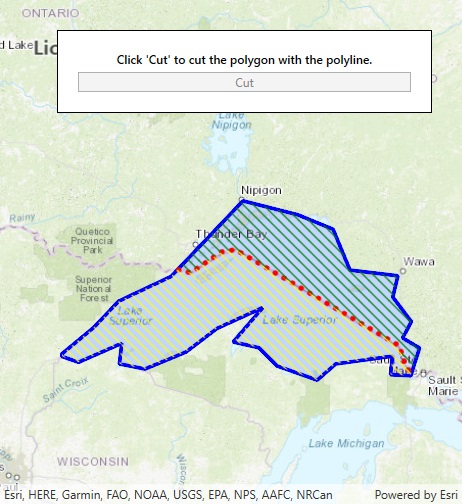 ONTARIO
d Lake
Lic
Click 'Cut' to cut the polygon with the polyline.
Cut
Lake
Nipigon
Nipigon
Rainy
Thunder Bay
Quetico
Provincial
Park
Wawa
Superior
National
Forest
Lake
Superior
Lake Superior
Sault S
Marie
Saint Croix
WISCONSIN
Lake Michigan
Esri, HERE, Garmin, FAO, NOAA, USGS, EPA, NPS, AAFC, NRCan
Powered by Esri